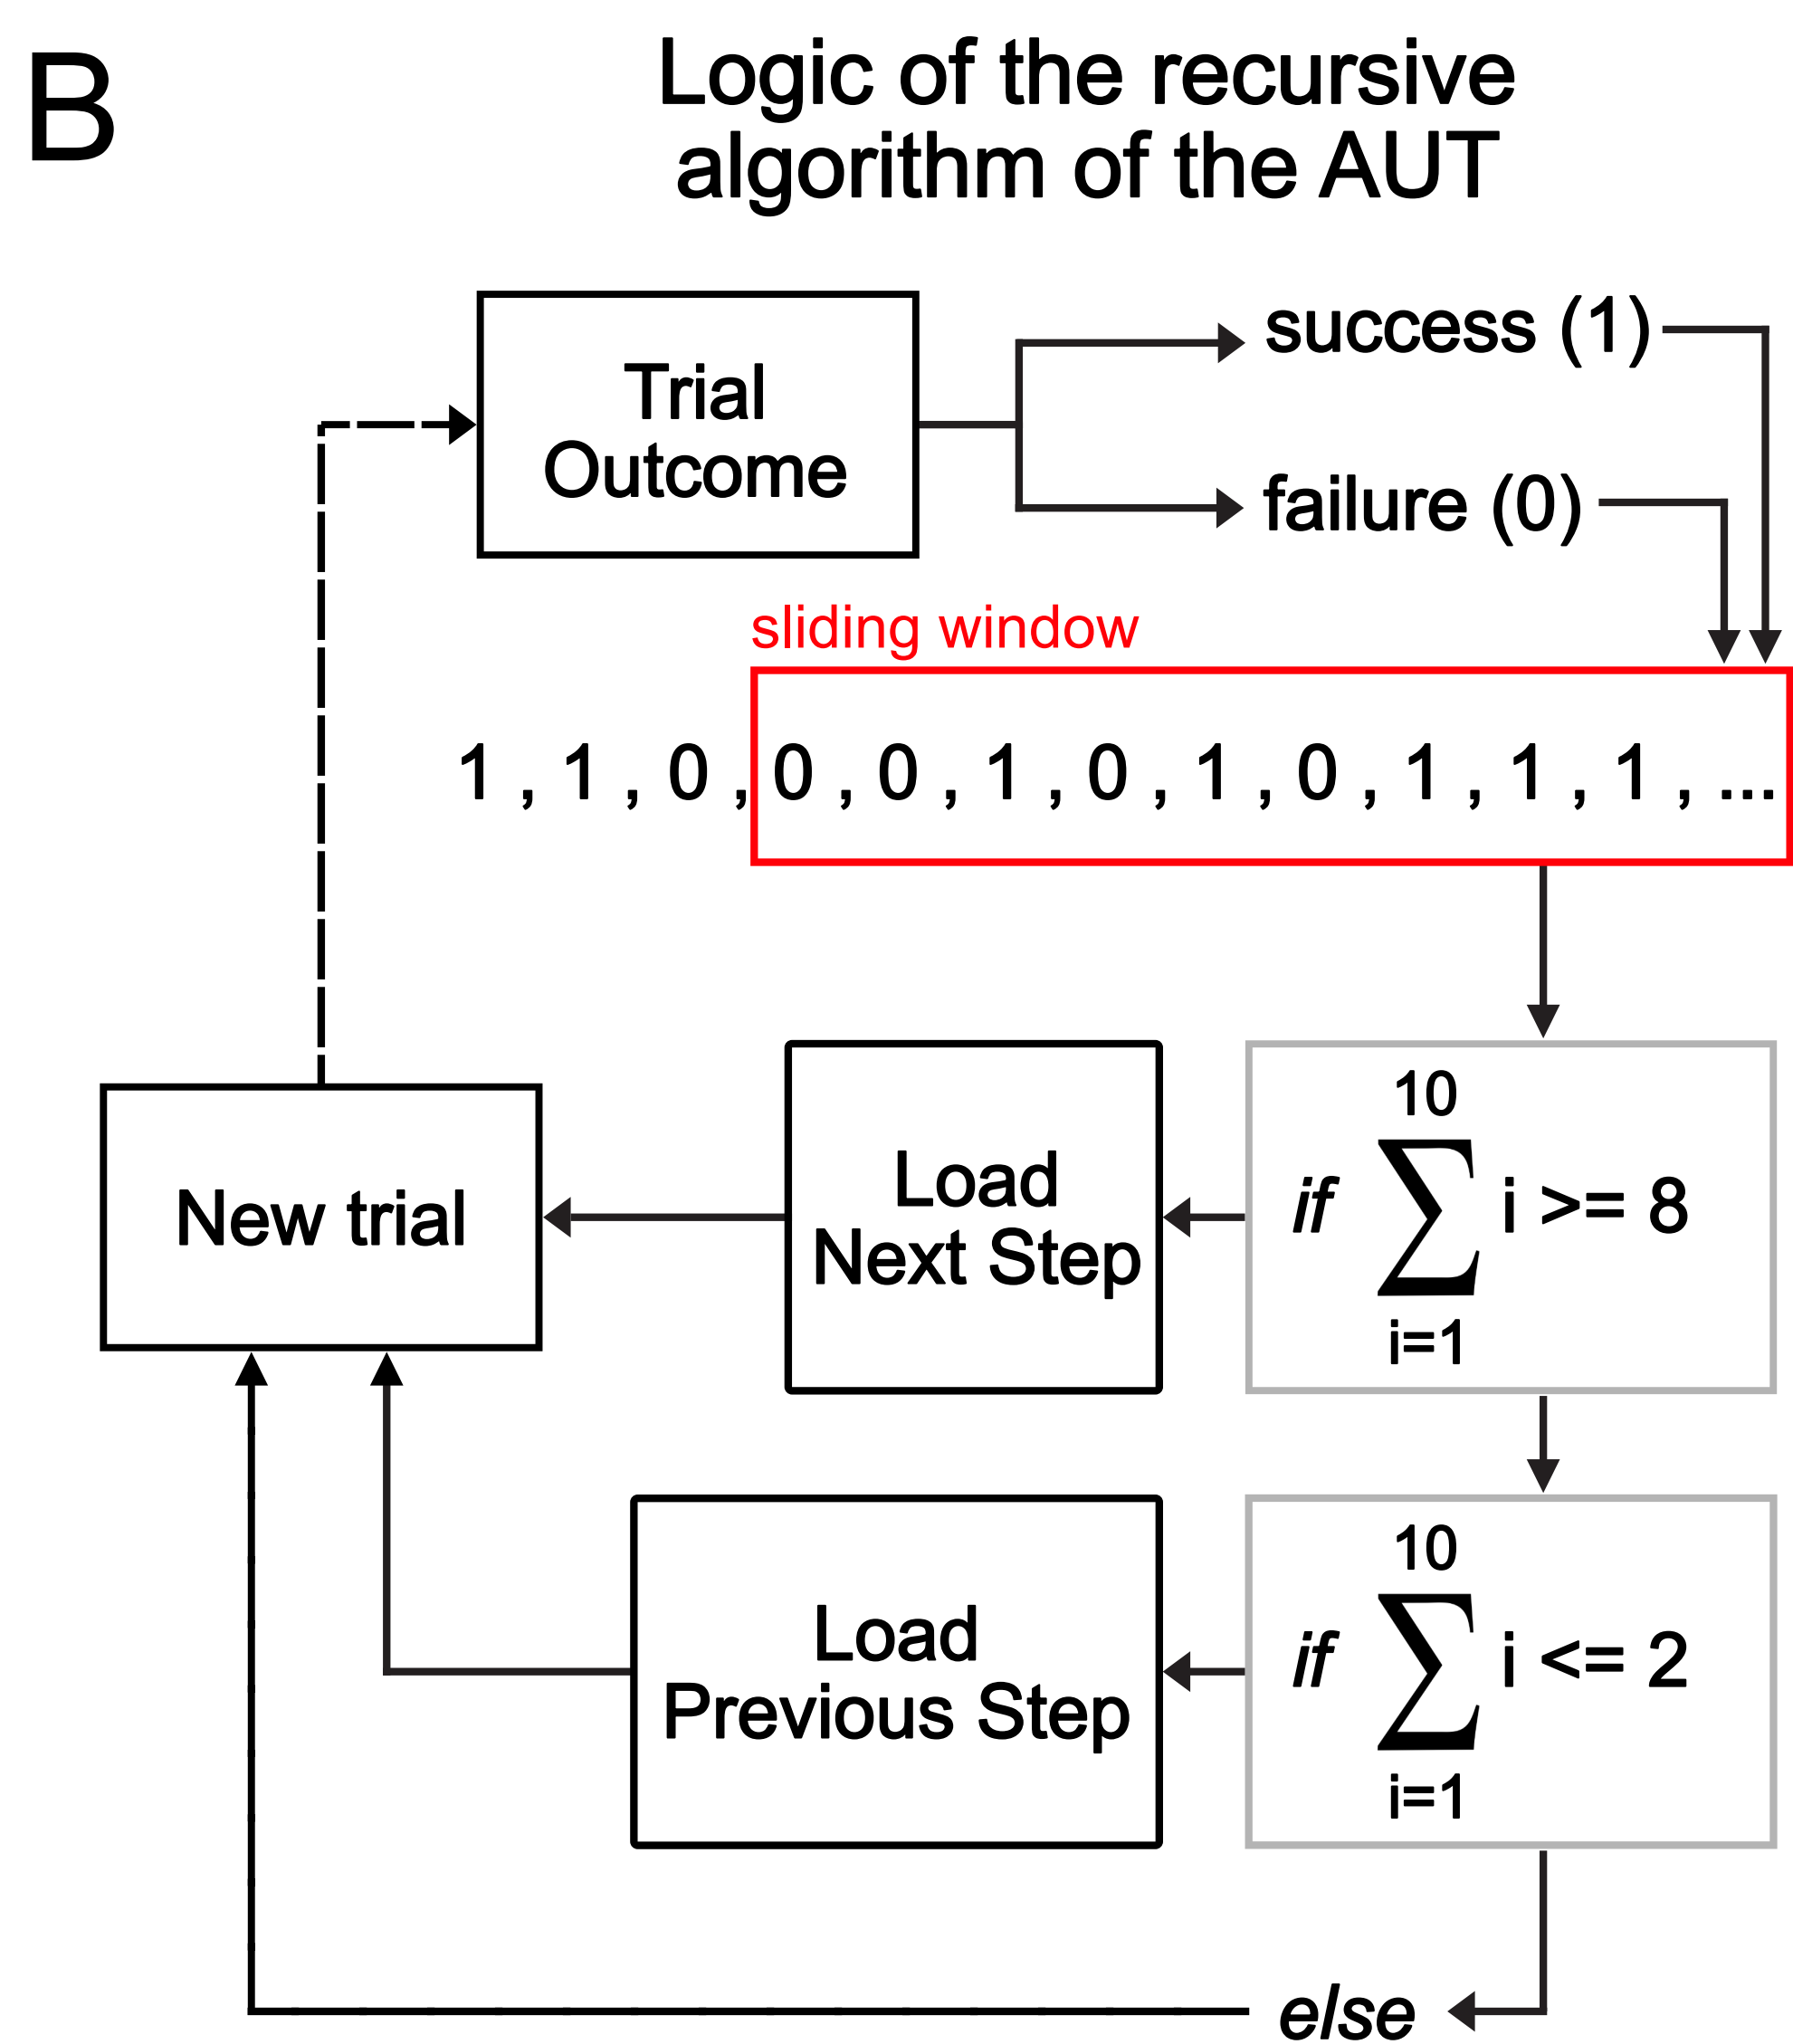 B
Logic of the recursive
algorithm of the AUT
Trial
Outcome
success (1)
failure (0)
sliding window
1 , 1 , 0 , 0 , 0 , 1 , 0 , 1 , 0 , 1 , 1 , 1 , ...
New trial
Load
Next Step
10
if ∑ i >= 8
i=1
Load
Previous Step
10
if ∑ i <= 2
i=1
else